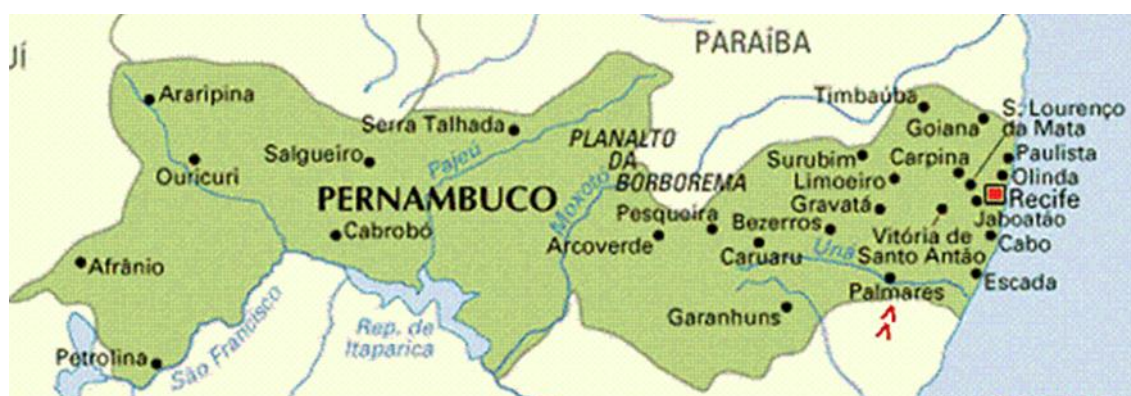 PARAÍBA
JÍ
Araripina
Timbaúba
S. Lourenço
da Mata
Goiana
Serra Talhada
PLANALTO
DA
BORBOREMA
Salgueiro
Pajeú
Surubim
Carpina
Paulista
Ouricuri
Limoeiro
Olinda
PERNAMBUCO
Moxotó
Gravatá
Recife
Pesqueira
Bezerros
Jaboatão
Cabrobó
Arcoverde
Vitória de
Santo Antão
Cabo
Caruaru
Una
Afrânio
Escada
Palmares
Garanhuns
Rep. de
Itaparica
São Francisco
Petrolina